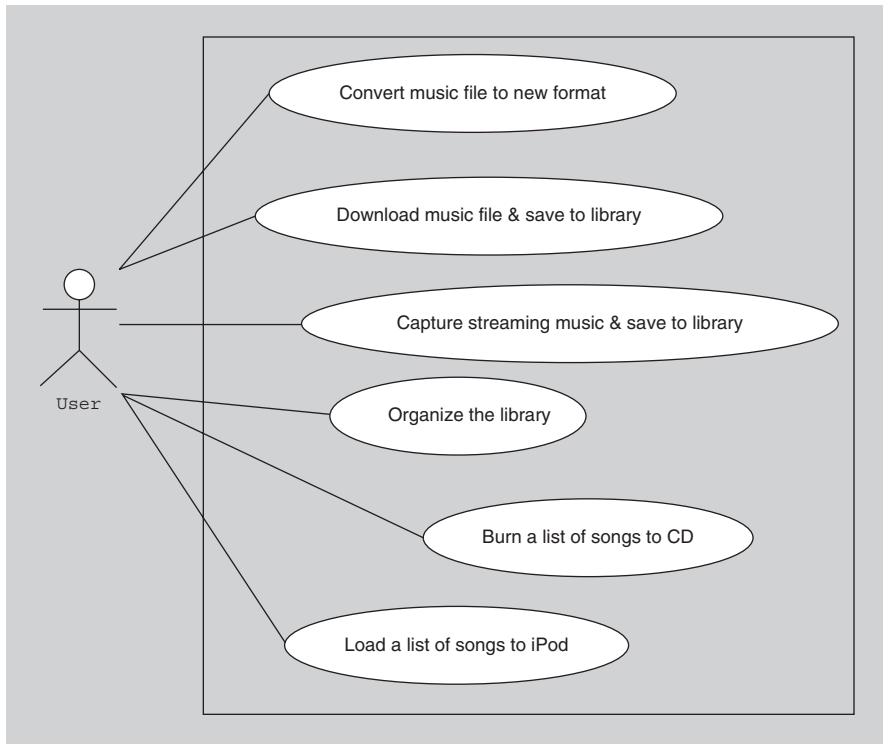 Convert music file to new format
Download music file & save to library
Capture streaming music & save to library
User
Organize the library
Burn a list of songs to CD
Load a list of songs to iPod